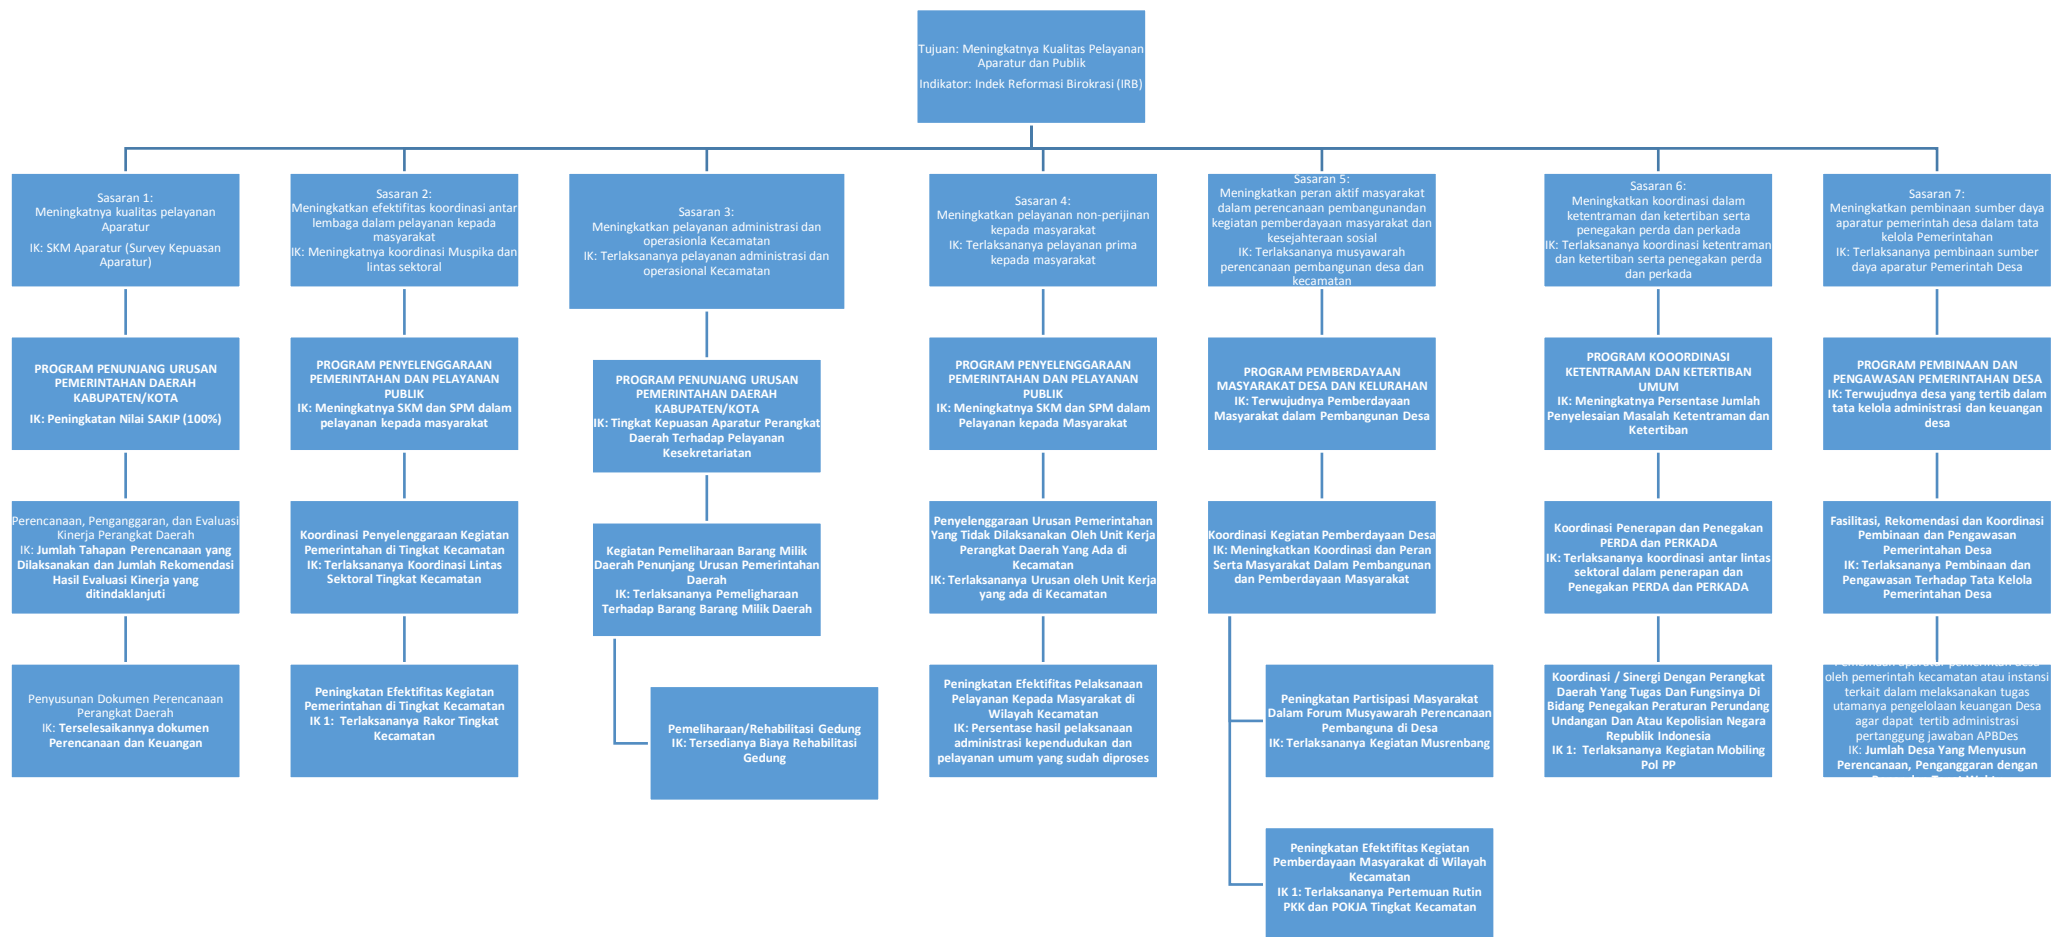 Tujuan: Meningkatnya Kualitas Pelayanan
Aparatur dan Publik
Indikator: Indek Reformasi Birokrasi (IRB)
Sasaran 1:
Meningkatnya kualitas pelayanan
Aparatur
IK: SKM Aparatur (Survey Kepuasan
Aparatur)
Sasaran 2:
Meningkatkan efektifitas koordinasi antar
lembaga dalam pelayanan kepada
masyarakat
IK: Meningkatnya koordinasi Muspika dan
lintas sektoral
Sasaran 3:
Meningkatkan pelayanan administrasi dan
operasionla Kecamatan
IK: Terlaksananya pelayanan administrasi dan
operasional Kecamatan
Sasaran 4:
Meningkatkan pelayanan non-perijinan
kepada masyarakat
IK: Terlaksananya pelayanan prima
kepada masyarakat
Sasaran 5:
Meningkatkan peran aktif masyarakat
dalam perencanaan pembangunandan
kegiatan pemberdayaan masyarakat dan
kesejahteraan sosial
IK: Terlaksananya musyawarah
perencanaan pembangunan desa dan
kecamatan
Sasaran 6:
Meningkatkan koordinasi dalam
ketentraman dan ketertiban serta
penegakan perda dan perkada
IK: Terlaksananya koordinasi ketentraman
dan ketertiban serta penegakan perda
dan perkada
Sasaran 7:
Meningkatkan pembinaan sumber daya
aparatur pemerintah desa dalam tata
kelola Pemerintahan
IK: Terlaksananya pembinaan sumber
daya aparatur Pemerintah Desa
PROGRAM PENUNJANG URUSAN
PEMERINTAHAN DAERAH
KABUPATEN/KOTA
IK: Peningkatan Nilai SAKIP (100%)
PROGRAM PENYELENGGARAAN
PEMERINTAHAN DAN PELAYANAN
PUBLIK
IK: Meningkatnya SKM dan SPM dalam
pelayanan kepada masyarakat
PROGRAM PENUNJANG URUSAN
PEMERINTAHAN DAERAH
KABUPATEN/KOTA
IK: Tingkat Kepuasan Aparatur Perangkat
Daerah Terhadap Pelayanan
Kesekretariatan
PROGRAM PENYELENGGARAAN
PEMERINTAHAN DAN PELAYANAN
PUBLIK
IK: Meningkatnya SKM dan SPM dalam
Pelayanan kepada Masyarakat
PROGRAM PEMBERDAYAAN
MASYARAKAT DESA DAN KELURAHAN
IK: Terwujudnya Pemberdayaan
Masyarakat dalam Pembangunan Desa
PROGRAM KOOORDINASI
KETENTRAMAN DAN KETERTIBAN
UMUM
IK: Meningkatnya Persentase Jumlah
Penyelesaian Masalah Ketentraman dan
Ketertiban
PROGRAM PEMBINAAN DAN
PENGAWASAN PEMERINTAHAN DESA
IK: Terwujudnya desa yang tertib dalam
tata kelola administrasi dan keuangan
desa
Perencanaan, Penganggaran, dan Evaluasi
Kinerja Perangkat Daerah
IK: Jumlah Tahapan Perencanaan yang
Dilaksanakan dan Jumlah Rekomendasi
Hasil Evaluasi Kinerja yang
ditindaklanjuti
Koordinasi Penyelenggaraan Kegiatan
Pemerintahan di Tingkat Kecamatan
IK: Terlaksananya Koordinasi Lintas
Sektoral Tingkat Kecamatan
Kegiatan Pemeliharaan Barang Milik
Daerah Penunjang Urusan Pemerintahan
Daerah
IK: Terlaksananya Pemeligharaan
Terhadap Barang Barang Milik Daerah
Penyelenggaraan Urusan Pemerintahan
Yang Tidak Dilaksanakan Oleh Unit Kerja
Perangkat Daerah Yang Ada di
Kecamatan
IK: Terlaksananya Urusan oleh Unit Kerja
yang ada di Kecamatan
Koordinasi Kegiatan Pemberdayaan Desa
IK: Meningkatkan Koordinasi dan Peran
Serta Masyarakat Dalam Pembangunan
dan Pemberdayaan Masyarakat
Koordinasi Penerapan dan Penegakan
PERDA dan PERKADA
IK: Terlaksananya koordinasi antar lintas
sektoral dalam penerapan dan
Penegakan PERDA dan PERKADA
Fasilitasi, Rekomendasi dan Koordinasi
Pembinaan dan Pengawasan
Pemerintahan Desa
IK: Terlaksananya Pembinaan dan
Pengawasan Terhadap Tata Kelola
Pemerintahan Desa
Penyusunan Dokumen Perencanaan
Perangkat Daerah
IK: Terselesaikannya dokumen
Perencanaan dan Keuangan
Peningkatan Efektifitas Kegiatan
Pemerintahan di Tingkat Kecamatan
IK 1: Terlaksananya Rakor Tingkat
Kecamatan
Pemeliharaan/Rehabilitasi Gedung
IK: Tersedianya Biaya Rehabilitasi
Gedung
Peningkatan Efektifitas Pelaksanaan
Pelayanan Kepada Masyarakat di
Wilayah Kecamatan
IK: Persentase hasil pelaksanaan
administrasi kependudukan dan
pelayanan umum yang sudah diproses
Peningkatan Partisipasi Masyarakat
Dalam Forum Musyawarah Perencanaan
Pembanguna di Desa
IK: Terlaksananya Kegiatan Musrenbang
Peningkatan Efektifitas Kegiatan
Pemberdayaan Masyarakat di Wilayah
Kecamatan
IK 1: Terlaksananya Pertemuan Rutin
PKK dan POKJA Tingkat Kecamatan
Koordinasi / Sinergi Dengan Perangkat
Daerah Yang Tugas Dan Fungsinya Di
Bidang Penegakan Peraturan Perundang
Undangan Dan Atau Kepolisian Negara
Republik Indonesia
IK 1: Terlaksananya Kegiatan Mobiling
Pol PP
Pembinaan aparatur pemerintah desa
oleh pemerintah kecamatan atau instansi
terkait dalam melaksanakan tugas
utamanya pengelolaan keuangan Desa
agar dapat tertib administrasi
pertanggung jawaban APBDes
IK: Jumlah Desa Yang Menyusun
Perencanaan, Penganggaran dengan